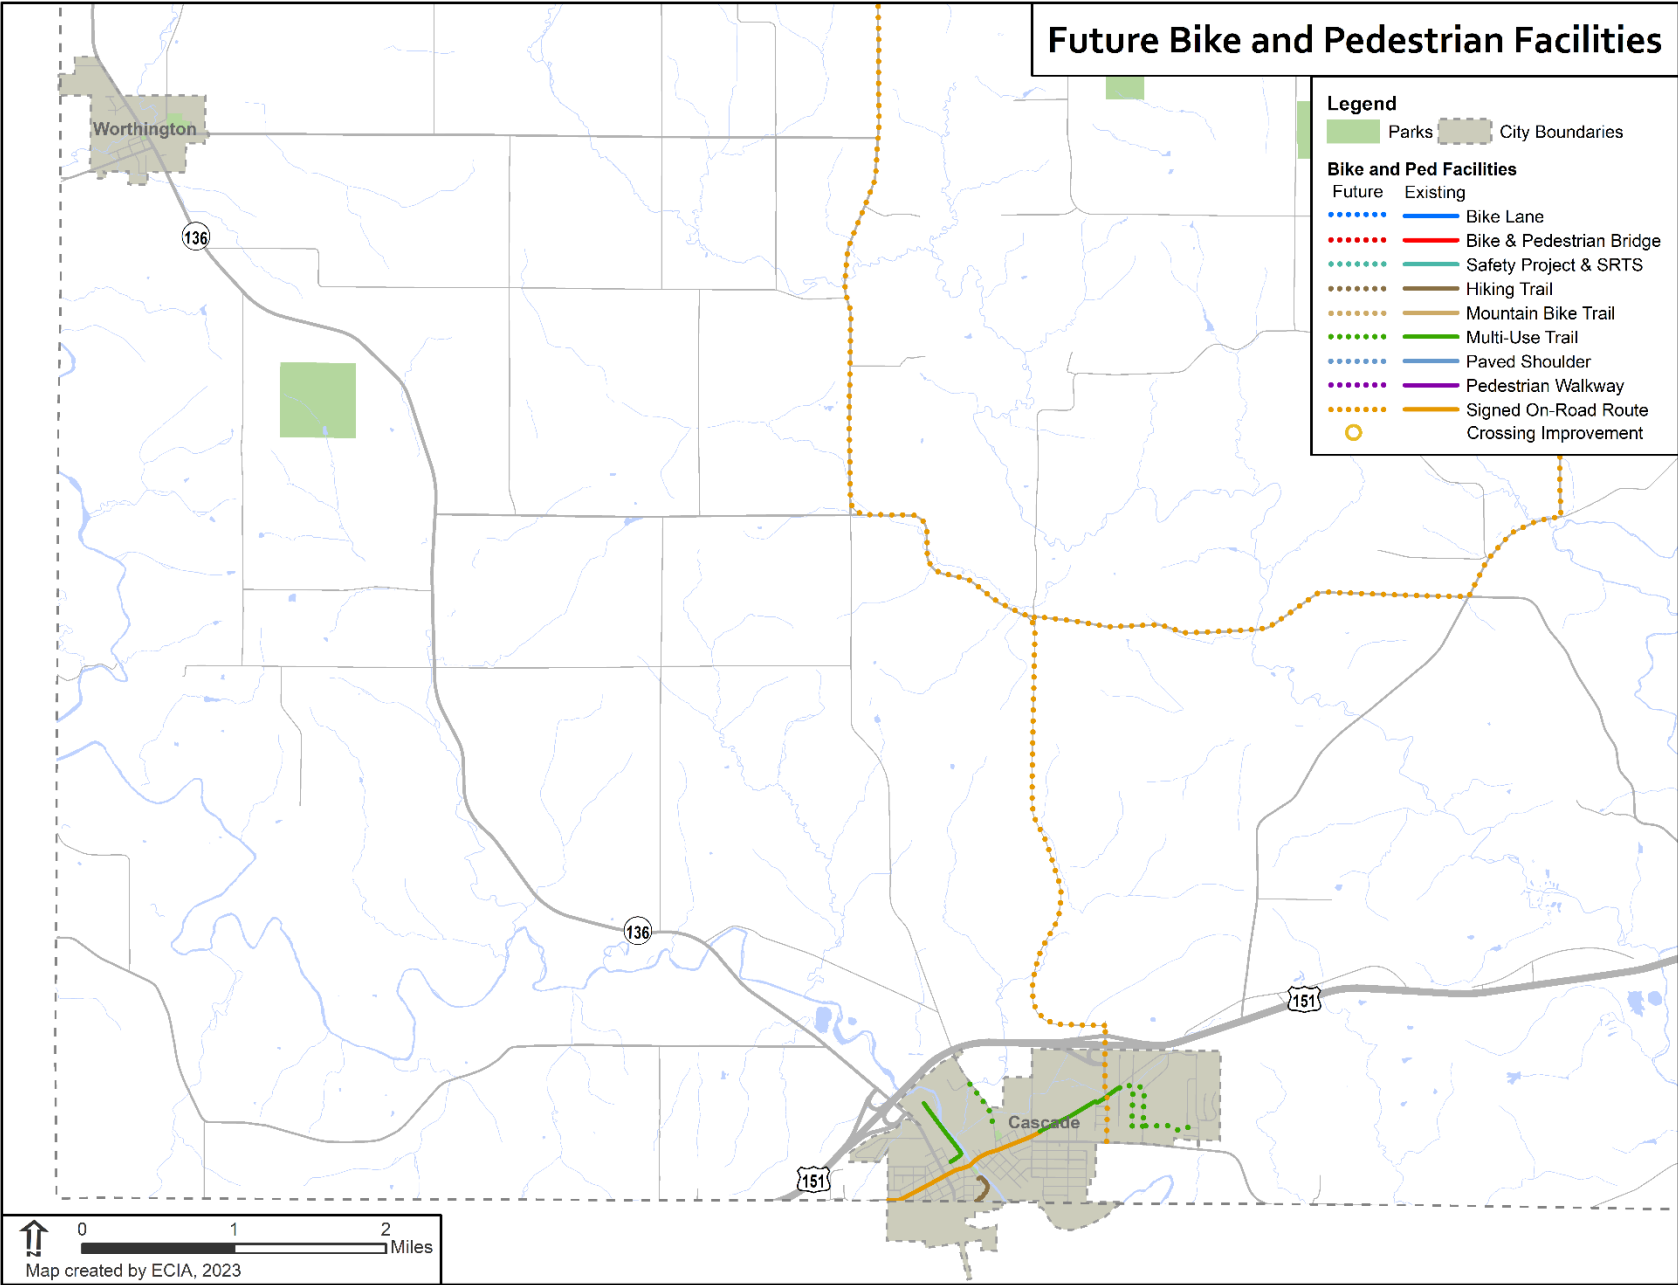 Future Bike and Pedestrian Facilities
Legend
Parks
City Boundaries
Bike and Ped Facilities
Future Existing
Bike Lane
Bike & Pedestrian Bridge
Safety Project & SRTS
Hiking Trail
Mountain Bike Trail
Multi-Use Trail
Paved Shoulder
Pedestrian Walkway
Signed On-Road Route
Crossing Improvement
Worthington
136
136
151
Cascade
151
N
0 1 2
Miles
Map created by ECIA, 2023